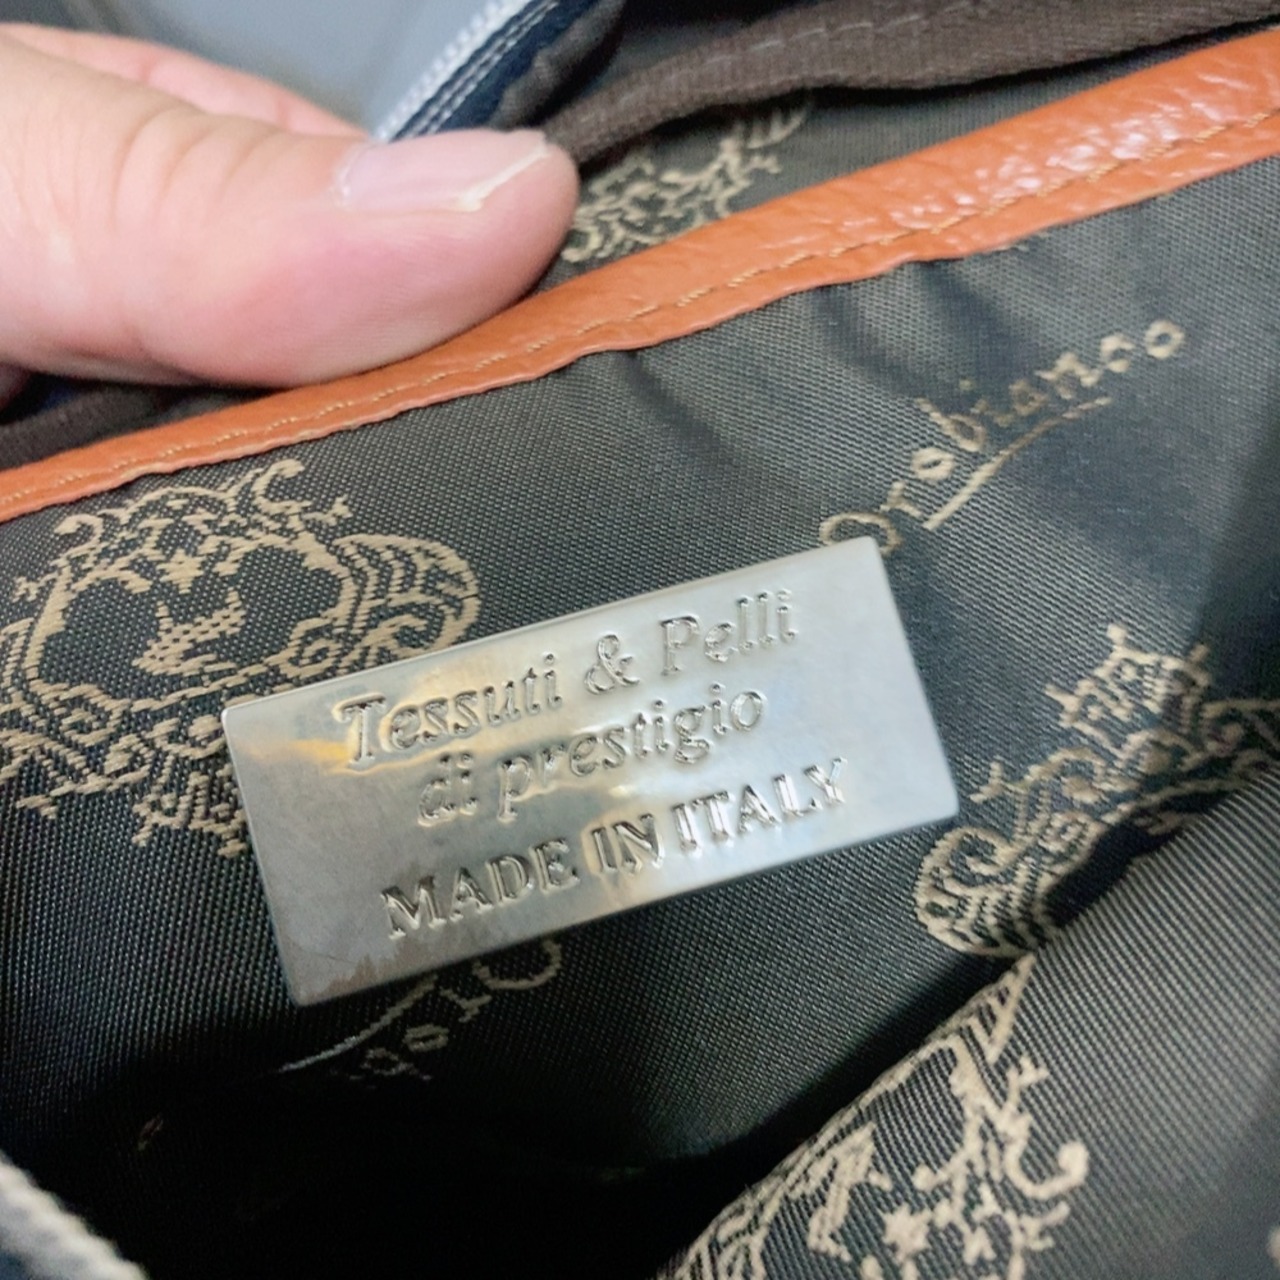 Orobianco
Tessuti & Pelli
di prestigio
MADE IN ITALY